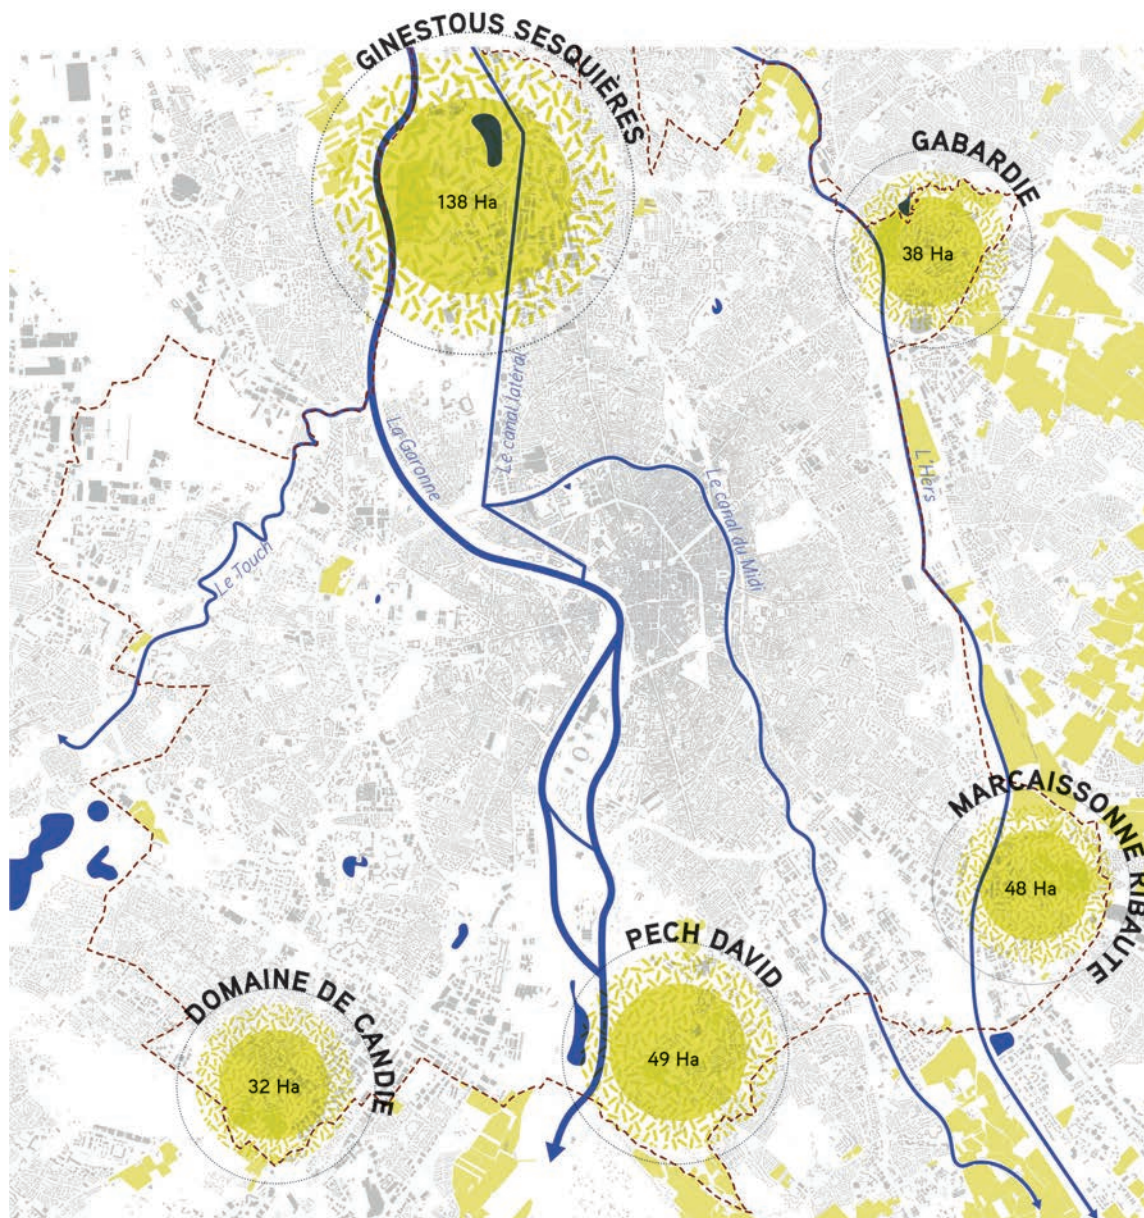 GINESTOUS SESQUIÈRES
138 Ha
GABARDIE
38 Ha
Le canal latéral
La Garonne
L'Hers
Le canal du Midi
Le Touch
MARCAISSONNE RIBAUTE
48 Ha
PECH DAVID
49 Ha
DOMAINE DE CANDIE
32 Ha